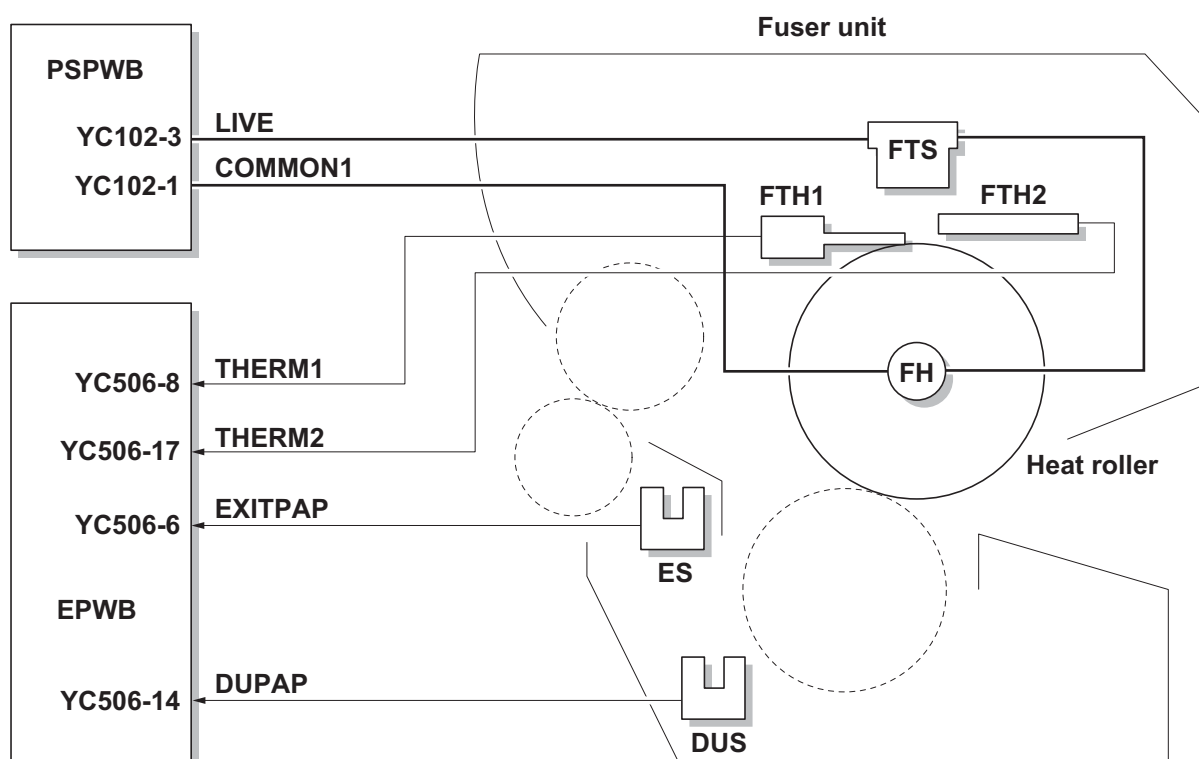 Fuser unit
PSPWB
YC102-3
LIVE
YC102-1
COMMON1
FTS
FTH1
FTH2
YC506-8
THERM1
FH
YC506-17
THERM2
Heat roller
YC506-6
EXITPAP
ES
EPWB
YC506-14
DUPAP
DUS